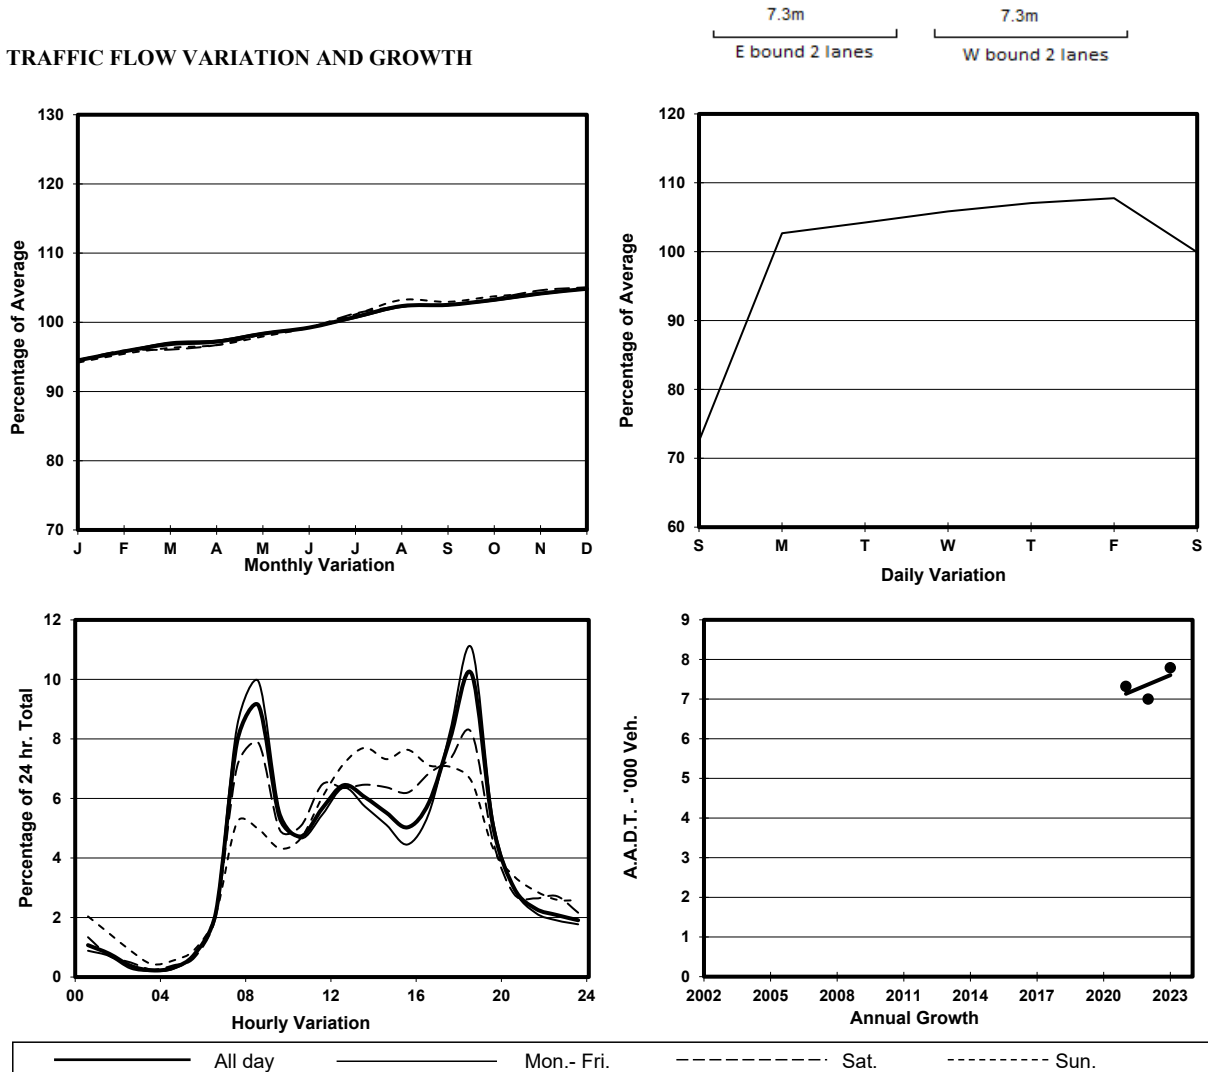 7.3m 7.3m
E bound 2 lanes W bound 2 lanes
TRAFFIC FLOW VARIATION AND GROWTH
Percentage of Average
130
120
110
100
90
80
70
J F M A M J J A S O N D
Monthly Variation
Percentage of Average
120
110
100
90
80
70
60
S M T W T F S
Daily Variation
Percentage of 24 hr. Total
12
10
8
6
4
2
0
00 04 08 12 16 20 24
Hourly Variation
A.A.D.T. - '000 Veh.
9
8
7
6
5
4
3
2
1
0
2002 2005 2008 2011 2014 2017 2020 2023
Annual Growth
All day Mon.- Fri. Sat. Sun.